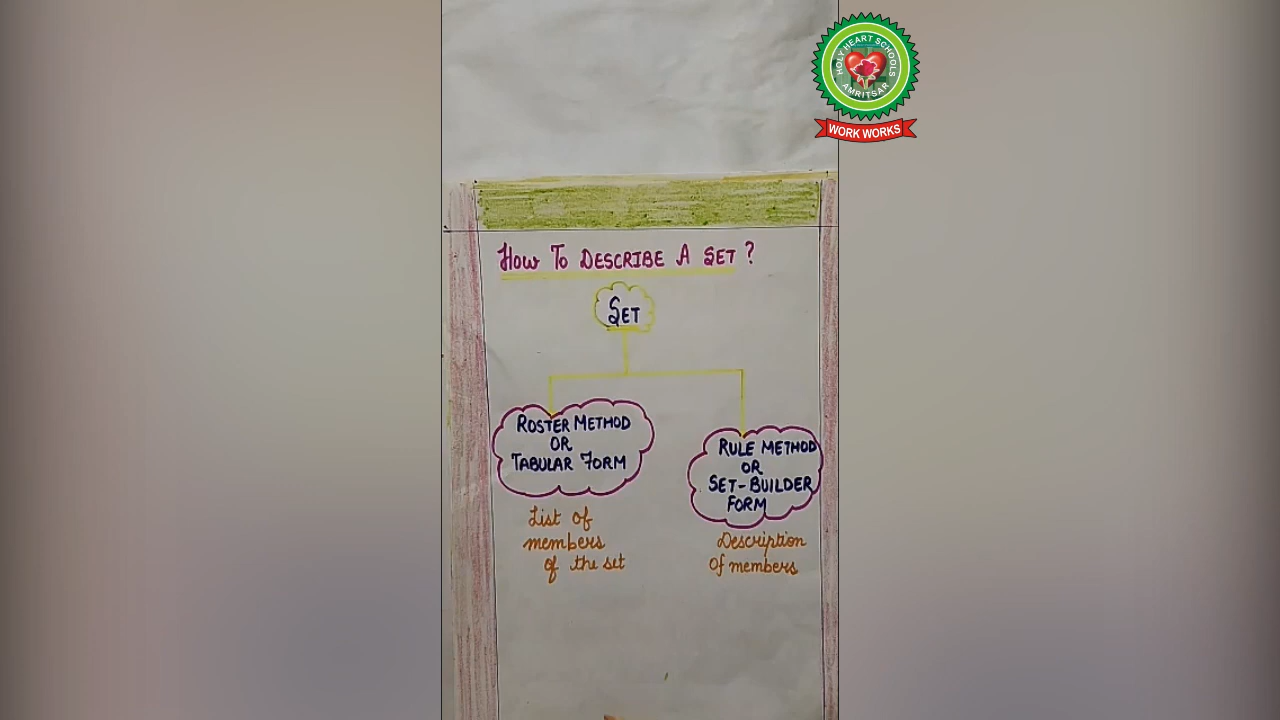 HOLY HEART SCHOOLS
AMRITSAR
WORK WORKS
HOW TO DESCRIBE A SET ?
SET
ROSTER METHOD
OR
TABULAR FORM
List of
members
of the set
RULE METHOD
OR
SET-BUILDER
FORM
Description
of members